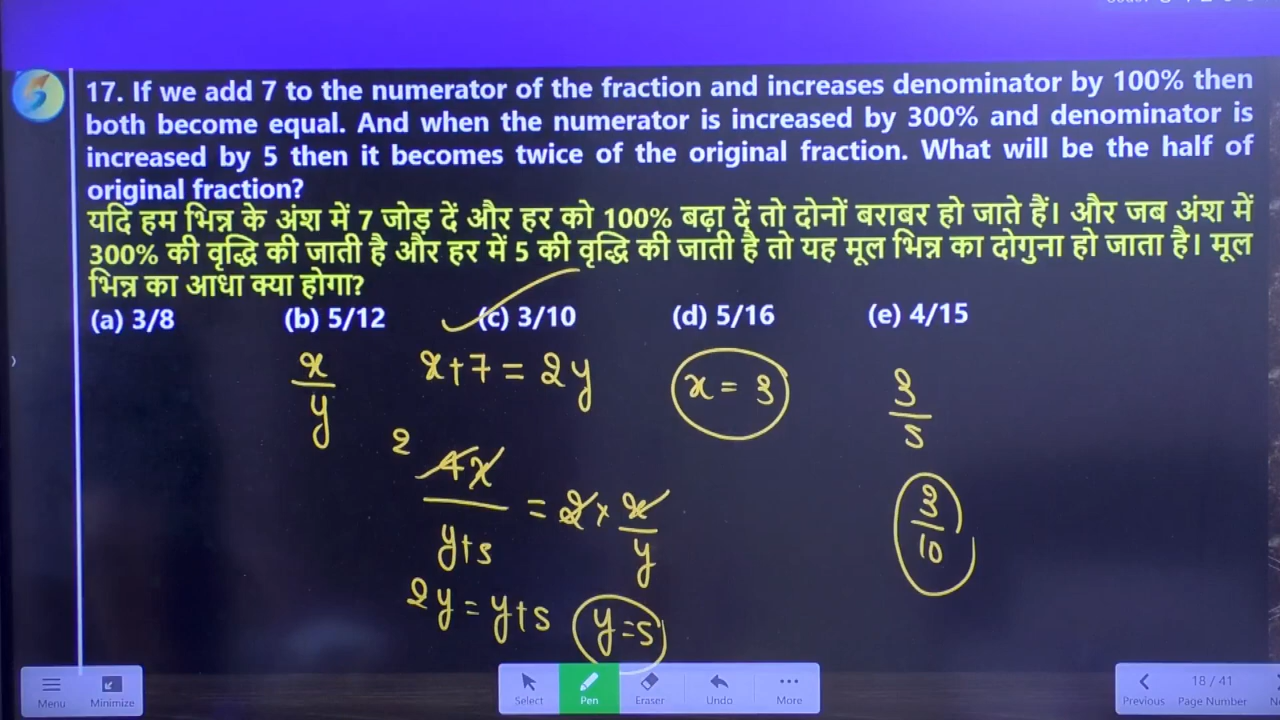 17. If we add 7 to the numerator of the fraction and increases denominator by 100% then
both become equal. And when the numerator is increased by 300% and denominator is
increased by 5 then it becomes twice of the original fraction. What will be the half of
original fraction?
यदि हम भिन्न के अंश में 7 जोड़ दें और हर को 100% बढ़ा दें तो दोनों बराबर हो जाते हैं। और जब अंश में
300% की वृद्धि की जाती है और हर में 5 की वृद्धि की जाती है तो यह मूल भिन्न का दोगुना हो जाता है। मूल
भिन्न का आधा क्या होगा?
(a) 3/8 (b) 5/12 (c) 3/10 (d) 5/16 (e) 4/15
x/y
x+7 = 2y
x = 3
3/5
2
4x/y+5 = 2 × x/y
3/10
2y = y+5 y=5
Menu Minimize Select Pen Eraser Undo More Previous 18 / 41 Page Number